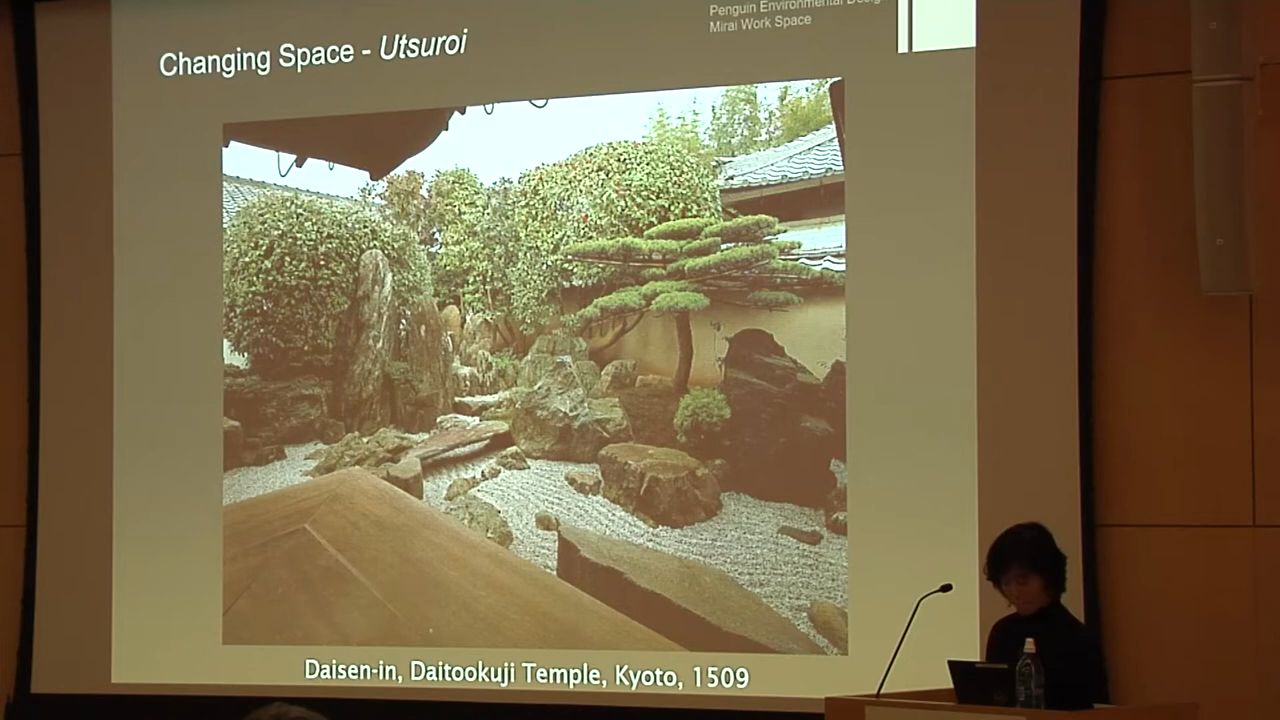 Penguin Environmental Design
Mirai Work Space
Changing Space - Utsuroi
Daisen-in, Daitookuji Temple, Kyoto, 1509